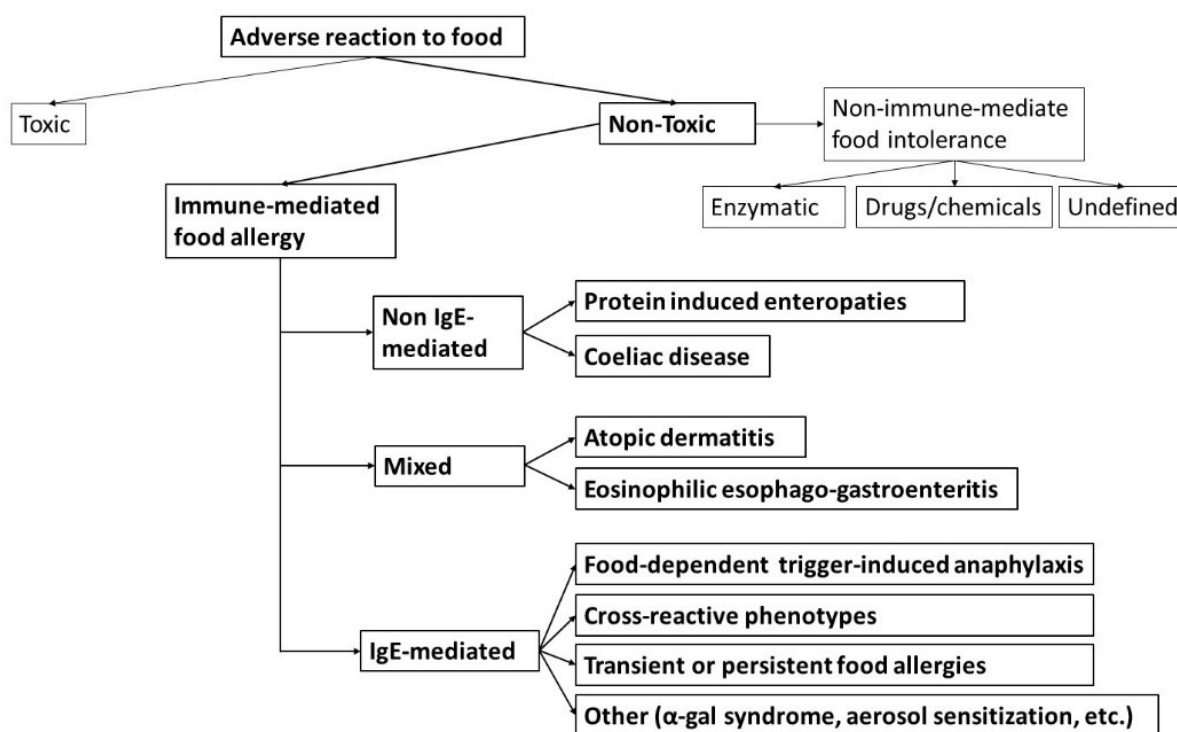 Adverse reaction to food
Toxic
Non-Toxic
Non-immune-mediate
food intolerance
Enzymatic
Drugs/chemicals
Undefined
Immune-mediated
food allergy
Non IgE-
mediated
Protein induced enteropaties
Coeliac disease
Mixed
Atopic dermatitis
Eosinophilic esophago-gastroenteritis
IgE-mediated
Food-dependent trigger-induced anaphylaxis
Cross-reactive phenotypes
Transient or persistent food allergies
Other (α-gal syndrome, aerosol sensitization, etc.)